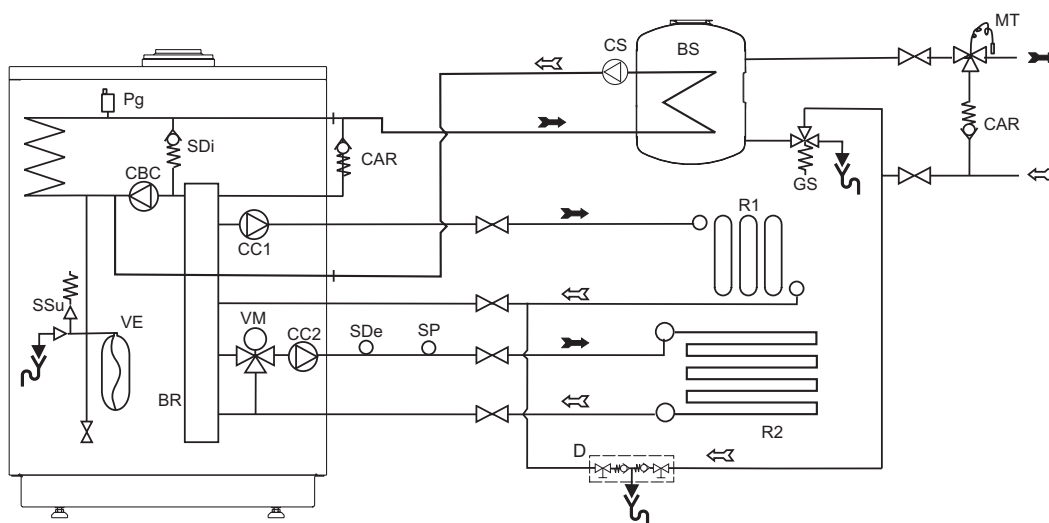 MT
CS
BS
Pg
SDi
CAR
CAR
CBC
GS
R1
CC1
SSu
VE
VM
CC2
SDe
SP
BR
R2
D